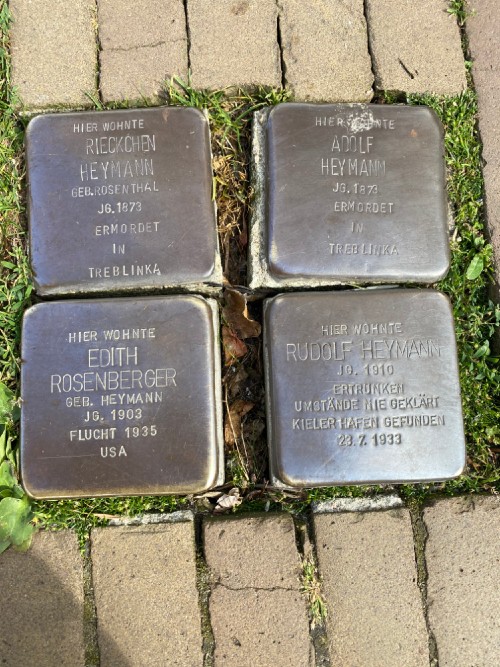 HIER WOHNTE
RIECKCHEN
HEYMANN
GEB.ROSENTHAL
JG.1873
ERMORDET
IN
TREBLINKA
HIER WOHNTE
ADOLF
HEYMANN
JG.1873
ERMORDET
IN
TREBLINKA
HIER WOHNTE
EDITH
ROSENBERGER
GEB. HEYMANN
JG. 1903
FLUCHT 1935
USA
HIER WOHNTE
RUDOLF HEYMANN
JG. 1910
ERTRUNKEN
UMSTÄNDE NIE GEKLÄRT
KIELER HAFEN GEFUNDEN
23.7. 1933